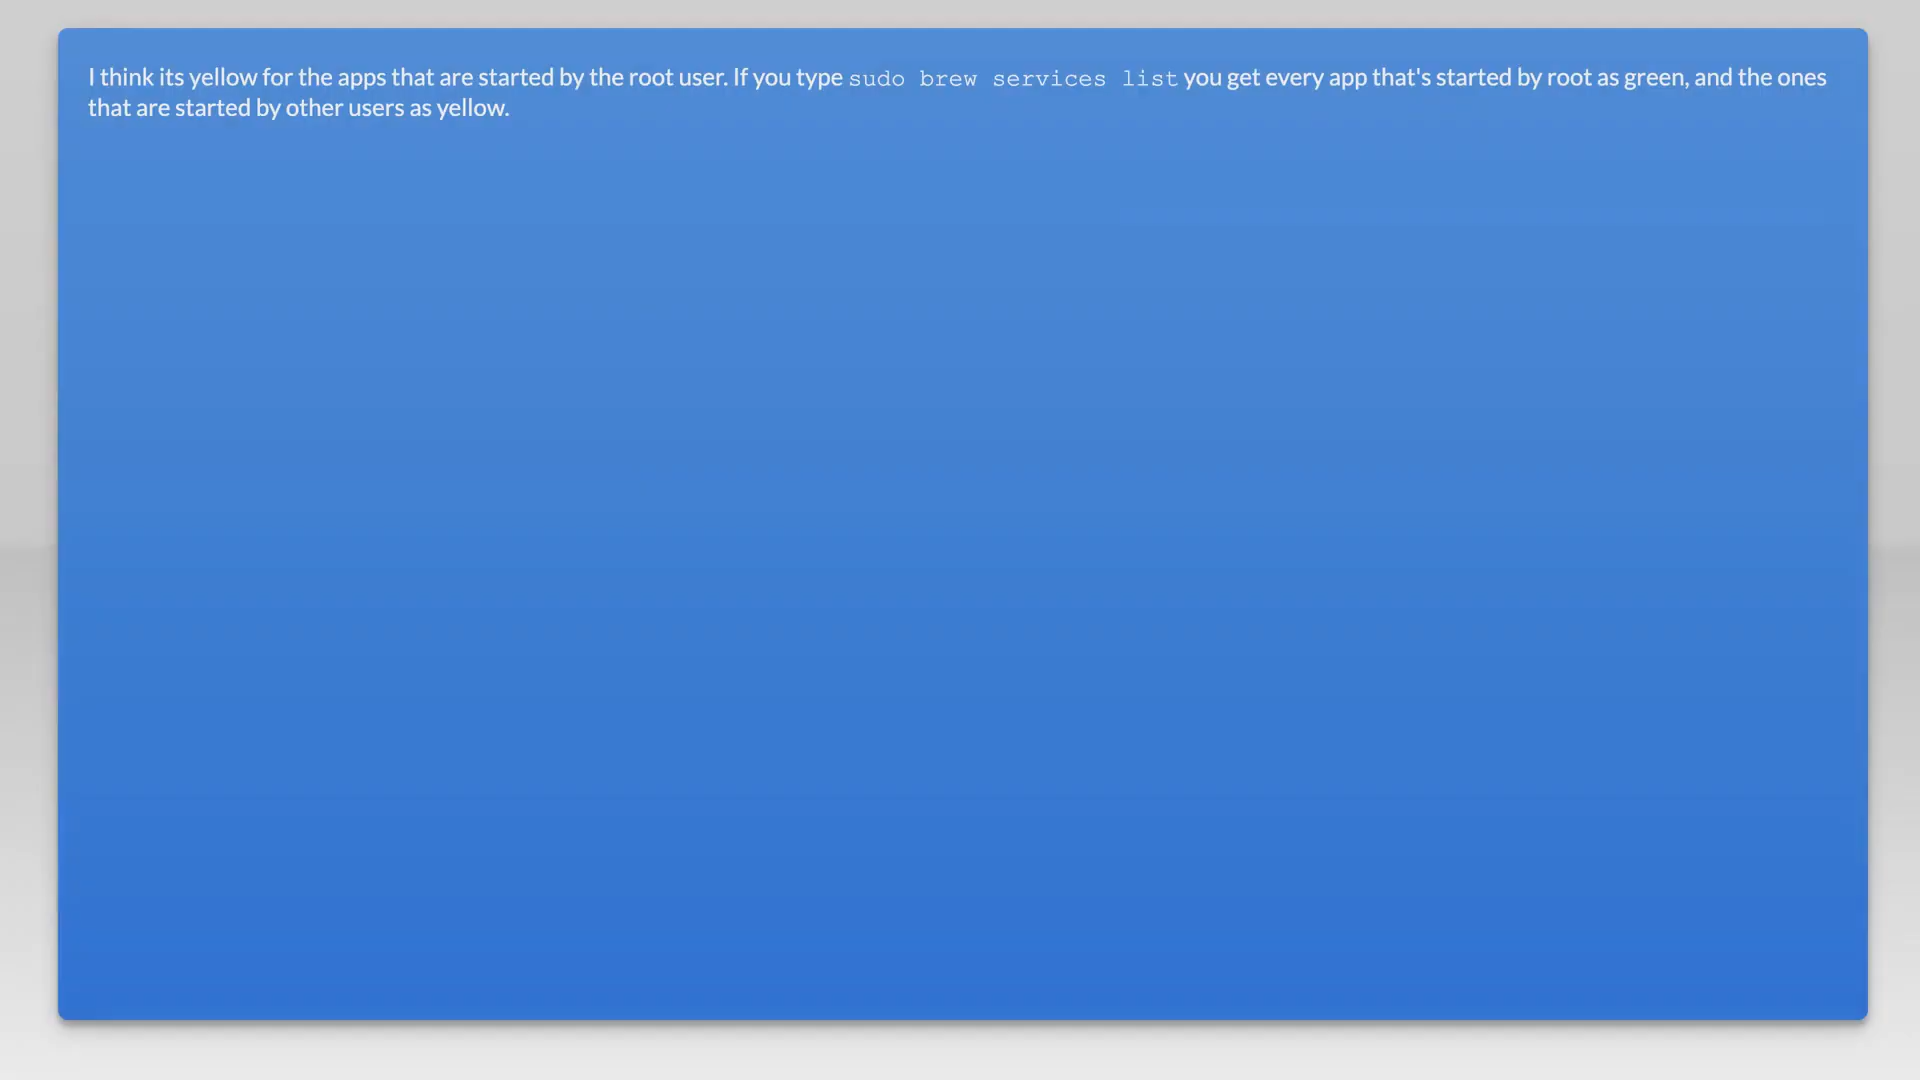 I think its yellow for the apps that are started by the root user. If you type sudo brew services list you get every app that's started by root as green, and the ones
that are started by other users as yellow.